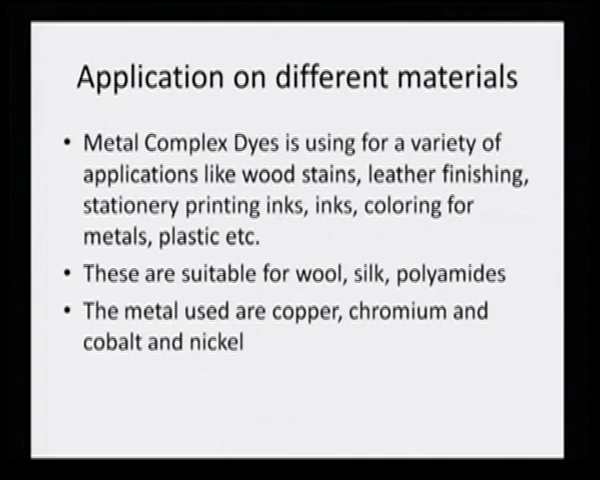 Application on different materials
• Metal Complex Dyes is using for a variety of
applications like wood stains, leather finishing,
stationery printing inks, inks, coloring for
metals, plastic etc.
• These are suitable for wool, silk, polyamides
• The metal used are copper, chromium and
cobalt and nickel